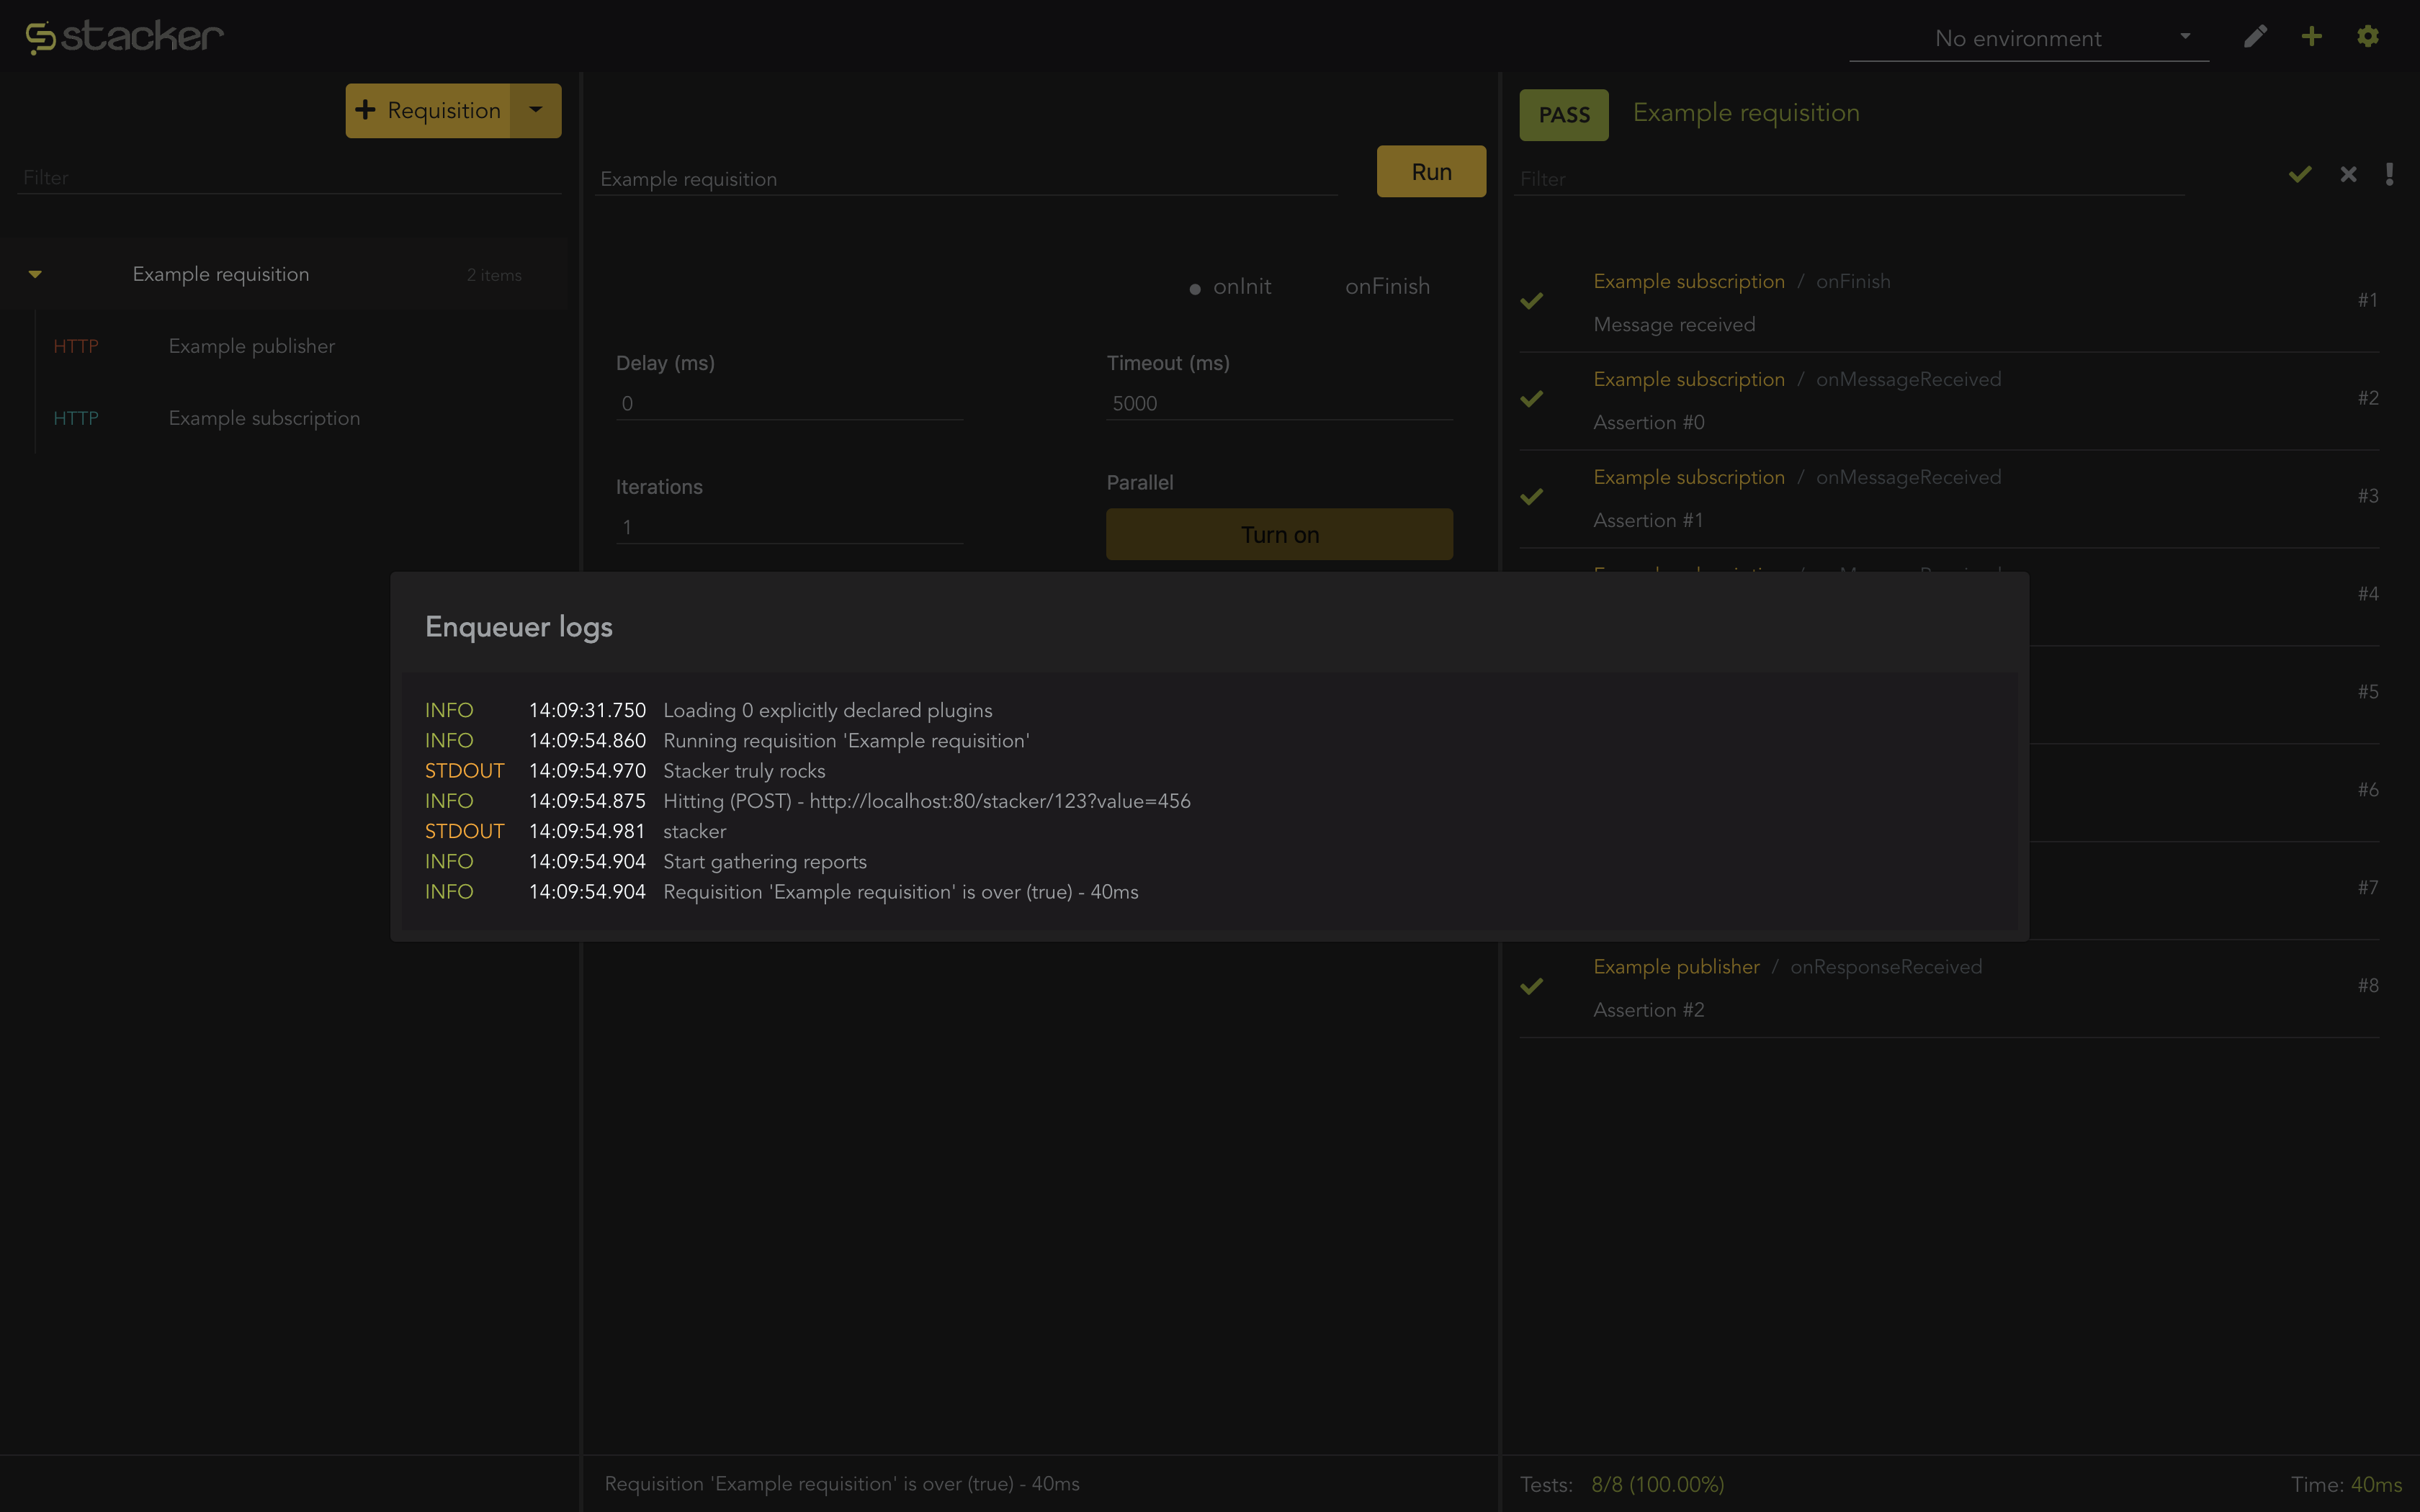 stacker
No environment
Requisition
Filter
Example requisition 2 items
HTTP Example publisher
HTTP Example subscription
Example requisition
Run
onInit onFinish
Delay (ms) Timeout (ms)
0 5000
Iterations Parallel
1 Turn on
PASS Example requisition
Filter
Example subscription / onFinish
Message received
#1
Example subscription / onMessageReceived
Assertion #0
#2
Example subscription / onMessageReceived
Assertion #1
#3
#4
#5
#6
#7
Example publisher / onResponseReceived
Assertion #2
#8
Enqueuer logs
INFO 14:09:31.750 Loading 0 explicitly declared plugins
INFO 14:09:54.860 Running requisition 'Example requisition'
STDOUT 14:09:54.970 Stacker truly rocks
INFO 14:09:54.875 Hitting (POST) - http://localhost:80/stacker/123?value=456
STDOUT 14:09:54.981 stacker
INFO 14:09:54.904 Start gathering reports
INFO 14:09:54.904 Requisition 'Example requisition' is over (true) - 40ms
Requisition 'Example requisition' is over (true) - 40ms
Tests: 8/8 (100.00%) Time: 40ms